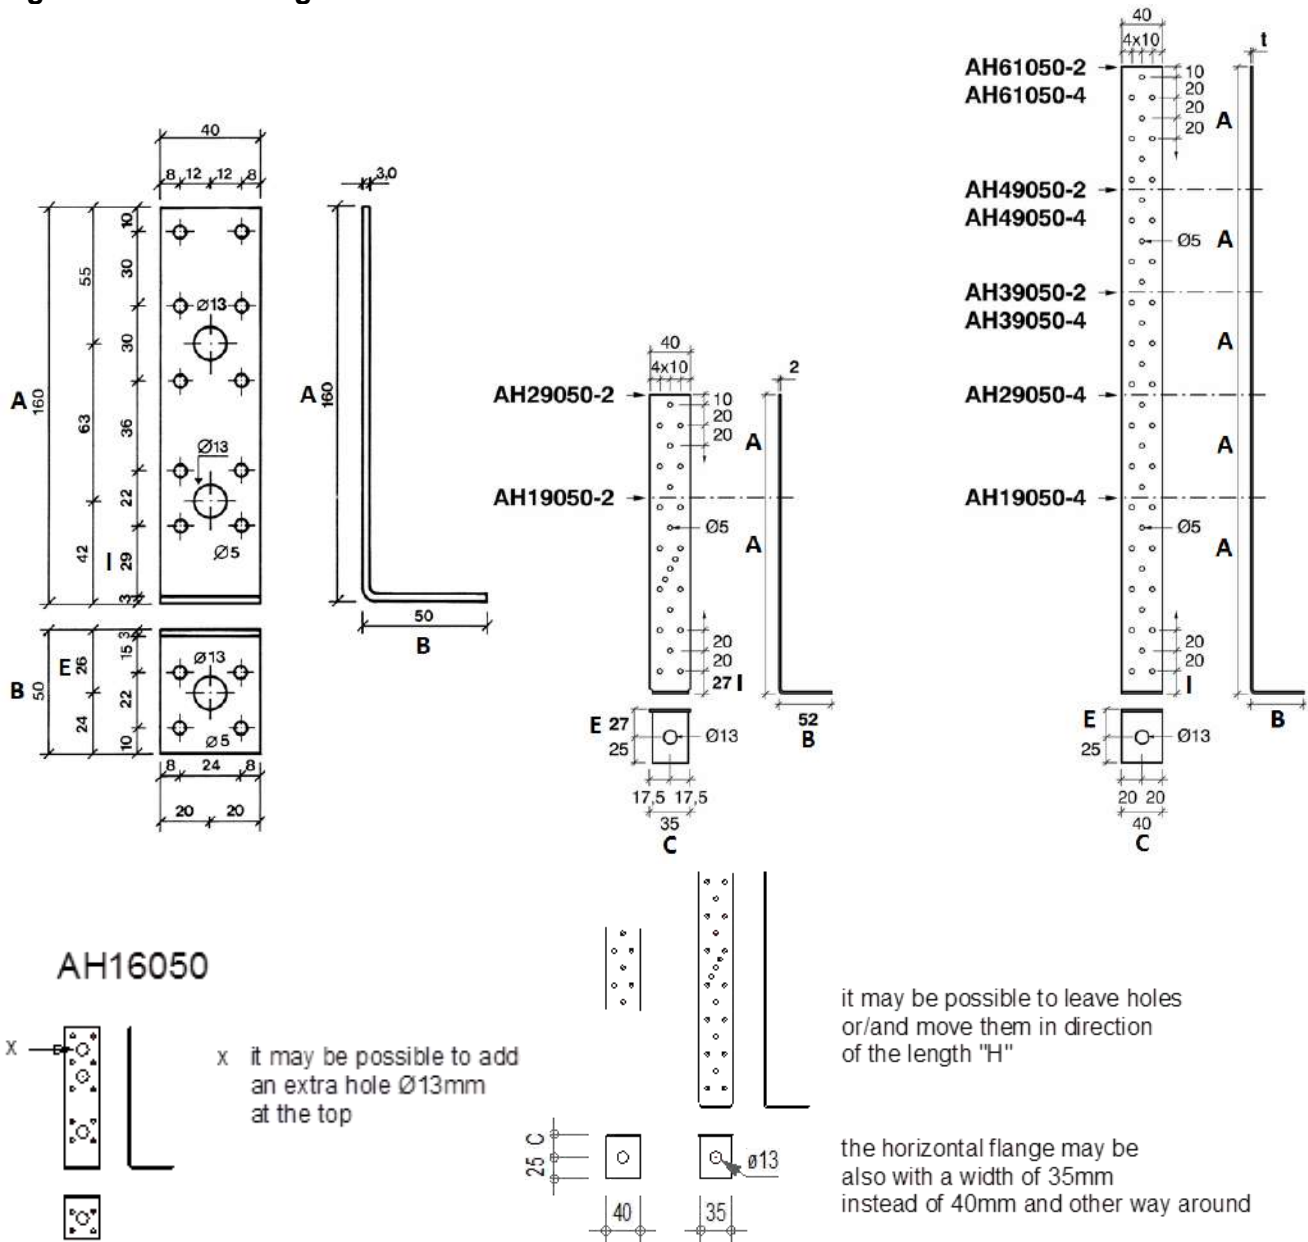 40
8 12 12 8
3,0
A 160
55
63
42
10
30
30
36
22
I 29
3
Ø13
Ø13
Ø5
A 160
50
B
B 50
E 26
24
3
15
22
10
Ø13
Ø5
8 24 8
20 20
40
4x10
2
AH29050-2
10
20
20
A
AH19050-2
Ø5
A
20
20
27 I
52
B
E 27
25
Ø13
17,5 17,5
35
C
40
4x10
t
AH61050-2
AH61050-4
10
20
20
20
A
AH49050-2
AH49050-4
Ø5
A
AH39050-2
AH39050-4
A
AH29050-4
A
AH19050-4
Ø5
A
20
20
I
B
E
25
Ø13
20 20
40
C
AH16050
x
x it may be possible to add
an extra hole Ø13mm
at the top
it may be possible to leave holes
or/and move them in direction
of the length "H"
25 C
ø13
40 35
the horizontal flange may be
also with a width of 35mm
instead of 40mm and other way around